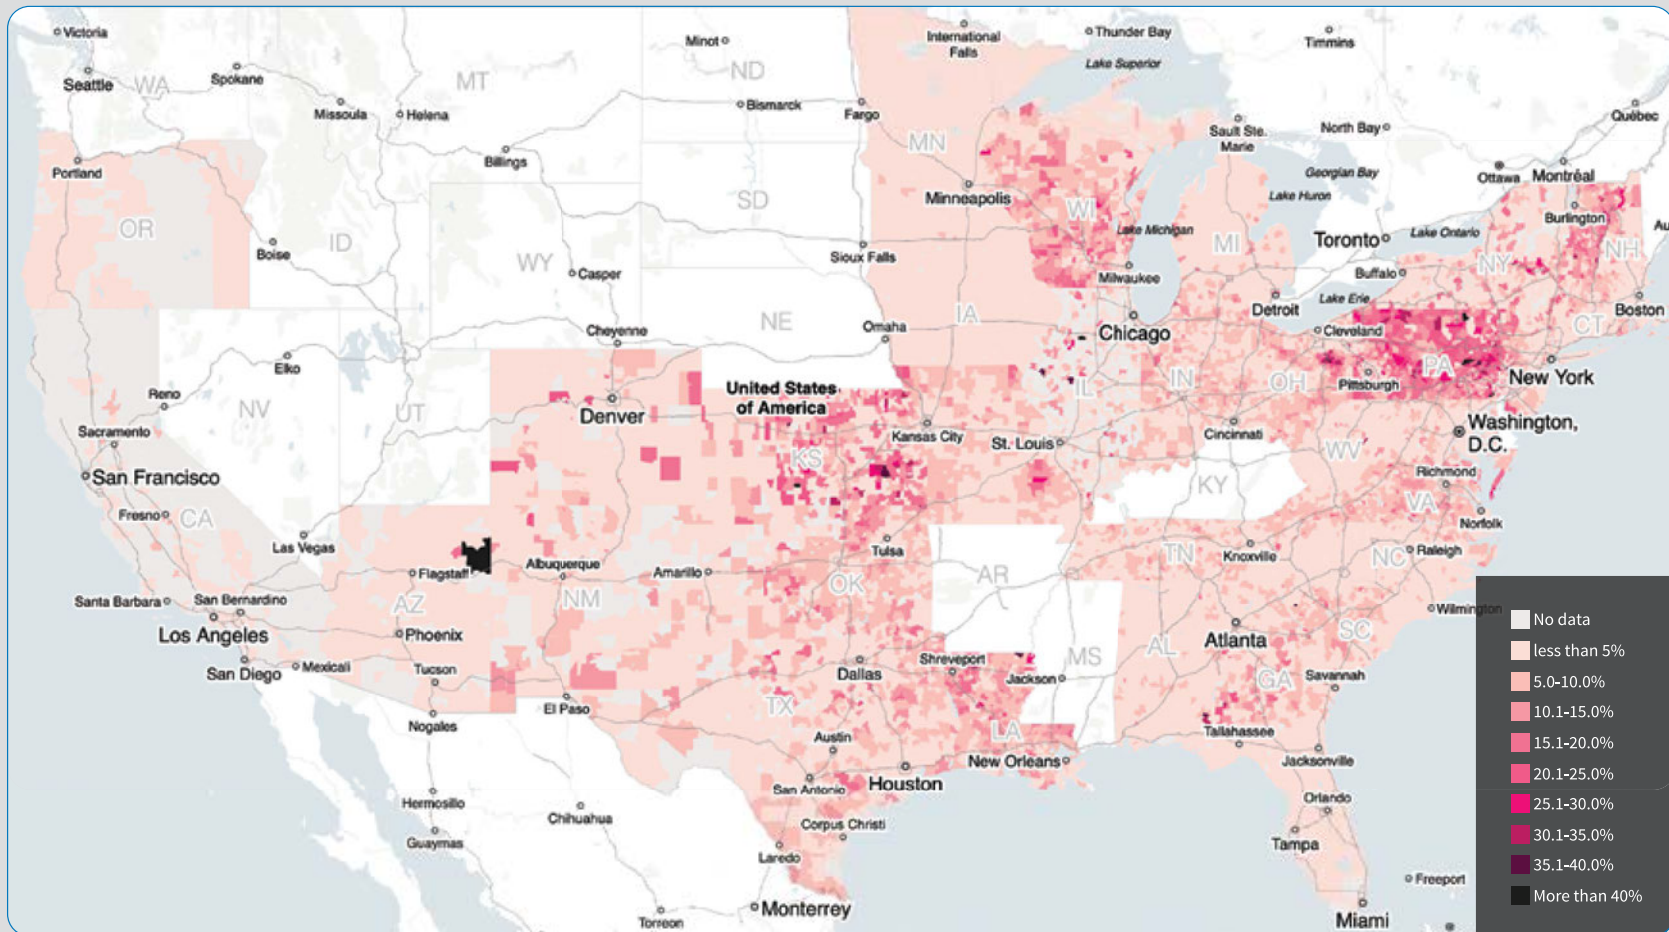 Victoria
Seattle
WA
Spokane
MT
Missoula
Helena
Minot
ND
Bismarck
Fargo
International
Falls
Thunder Bay
Lake Superior
Timmins
Québec
North Bay
Sault Ste.
Marie
Georgian Bay
Ottawa
Montréal
Lake Huron
Portland
OR
Boise
ID
Billings
WY
Casper
SD
Sioux Falls
MN
Minneapolis
WI
Lake Michigan
Milwaukee
MI
Toronto
Lake Ontario
Burlington
Au
NH
NY
Buffalo
Lake Erie
Detroit
Cleveland
CT
Boston
Cheyenne
NE
Omaha
IA
Chicago
Elko
Reno
NV
UT
Sacramento
San Francisco
Denver
United States
of America
KS
Kansas City
St. Louis
IL
IN
OH
Cincinnati
Pittsburgh
PA
New York
Washington,
D.C.
WV
Richmond
VA
Norfolk
KY
Fresno
CA
Las Vegas
Flagstaff
Albuquerque
NM
Amarillo
Tulsa
OK
AR
TN
Knoxville
NC
Raleigh
Wilmington
Santa Barbara
San Bernardino
Los Angeles
AZ
Phoenix
San Diego
Mexicali
Tucson
Nogales
El Paso
TX
Dallas
Shreveport
Jackson
MS
AL
Atlanta
SC
GA
Savannah
Tallahassee
Jacksonville
LA
New Orleans
Austin
San Antonio
Houston
Corpus Christi
Laredo
Hermosillo
Guaymas
Chihuahua
Torreon
Monterrey
Orlando
Tampa
Miami
Freeport
No data
less than 5%
5.0-10.0%
10.1-15.0%
15.1-20.0%
20.1-25.0%
25.1-30.0%
30.1-35.0%
35.1-40.0%
More than 40%